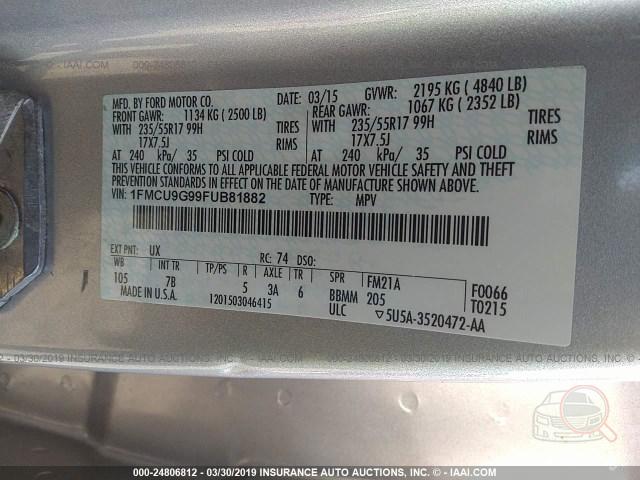 MFD. BY FORD MOTOR CO. DATE: 03/15 GVWR: 2195 KG ( 4840 LB)
FRONT GAWR: 1134 KG ( 2500 LB) REAR GAWR: 1067 KG ( 2352 LB)
WITH 235/55R17 99H TIRES WITH 235/55R17 99H TIRES
17X7.5J RIMS 17X7.5J RIMS
AT 240 kPa/ 35 PSI COLD AT 240 kPa/ 35 PSI COLD
THIS VEHICLE CONFORMS TO ALL APPLICABLE FEDERAL MOTOR VEHICLE SAFETY AND THEFT
PREVENTION STANDARDS IN EFFECT ON THE DATE OF MANUFACTURE SHOWN ABOVE.
VIN: 1FMCU9G99FUB81882 TYPE: MPV
EXT PNT: UX RC: 74 DSO:
WB INT TR TP/PS R AXLE TR SPR FM21A F0066
105 7B 5 3A 6 BBMM 205 T0215
MADE IN U.S.A. 1201503046415 ULC ▽5U5A-3520472-AA
000-24806812 - 03/30/2019 INSURANCE AUTO AUCTIONS - © - IAAI.COM